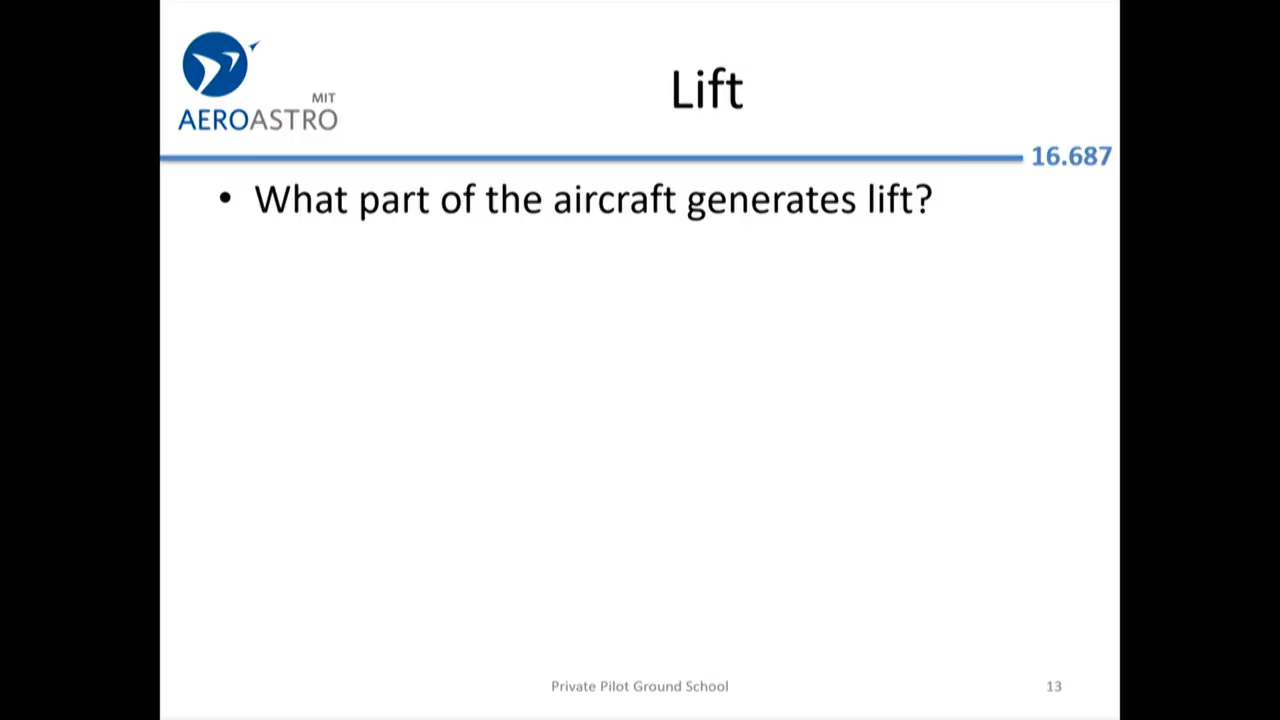 MIT
AEROASTRO
Lift
16.687
• What part of the aircraft generates lift?
Private Pilot Ground School
13